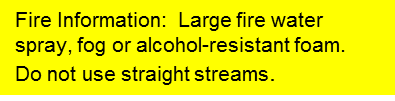 Fire Information:  Large fire water
spray, fog or alcohol-resistant foam.
Do not use straight streams.